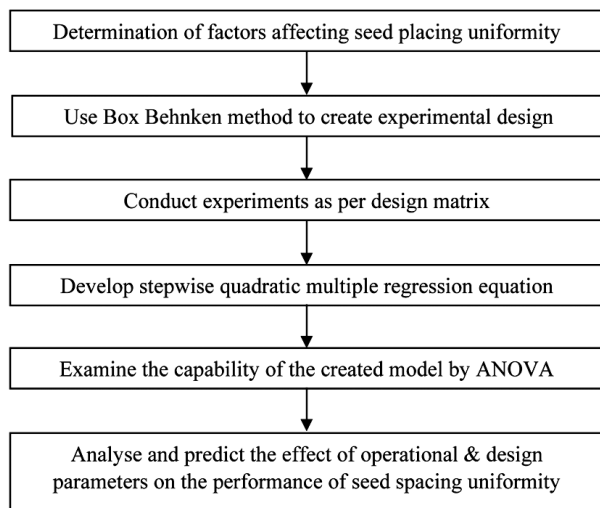 Determination of factors affecting seed placing uniformity
Use Box Behnken method to create experimental design
Conduct experiments as per design matrix
Develop stepwise quadratic multiple regression equation
Examine the capability of the created model by ANOVA
Analyse and predict the effect of operational & design
parameters on the performance of seed spacing uniformity